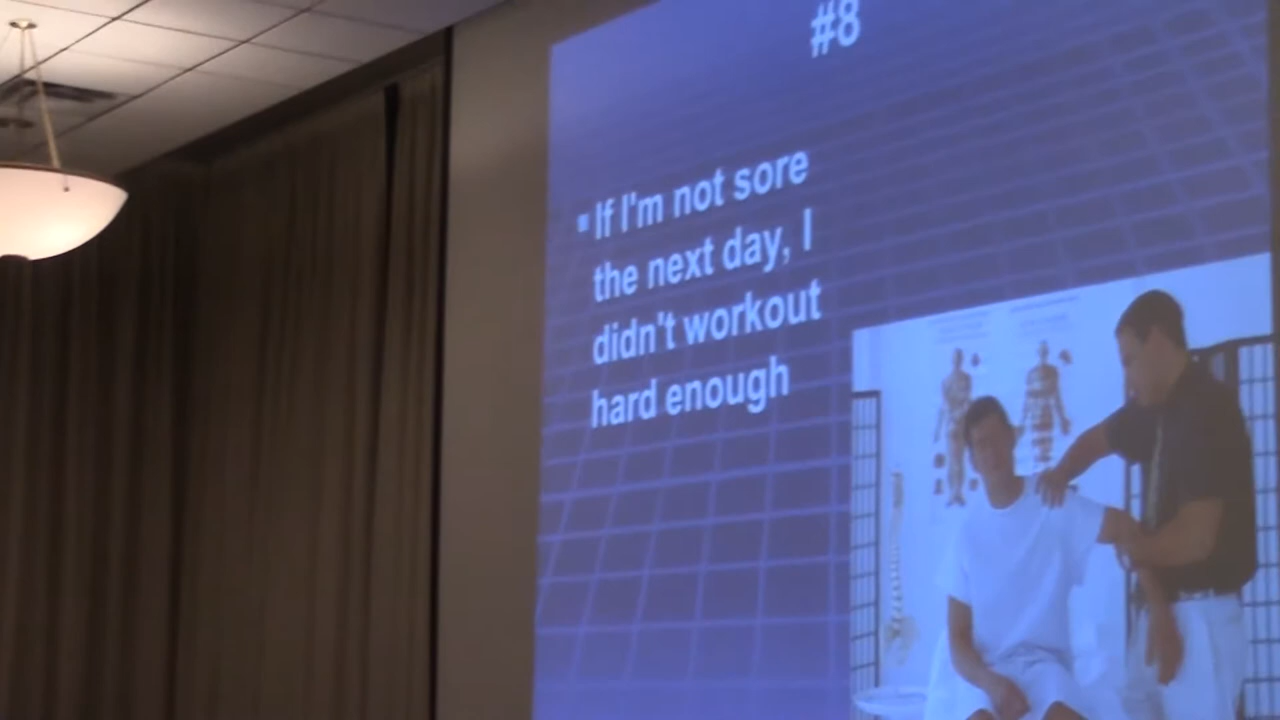 #8
▪If I'm not sore
the next day, I
didn't workout
hard enough